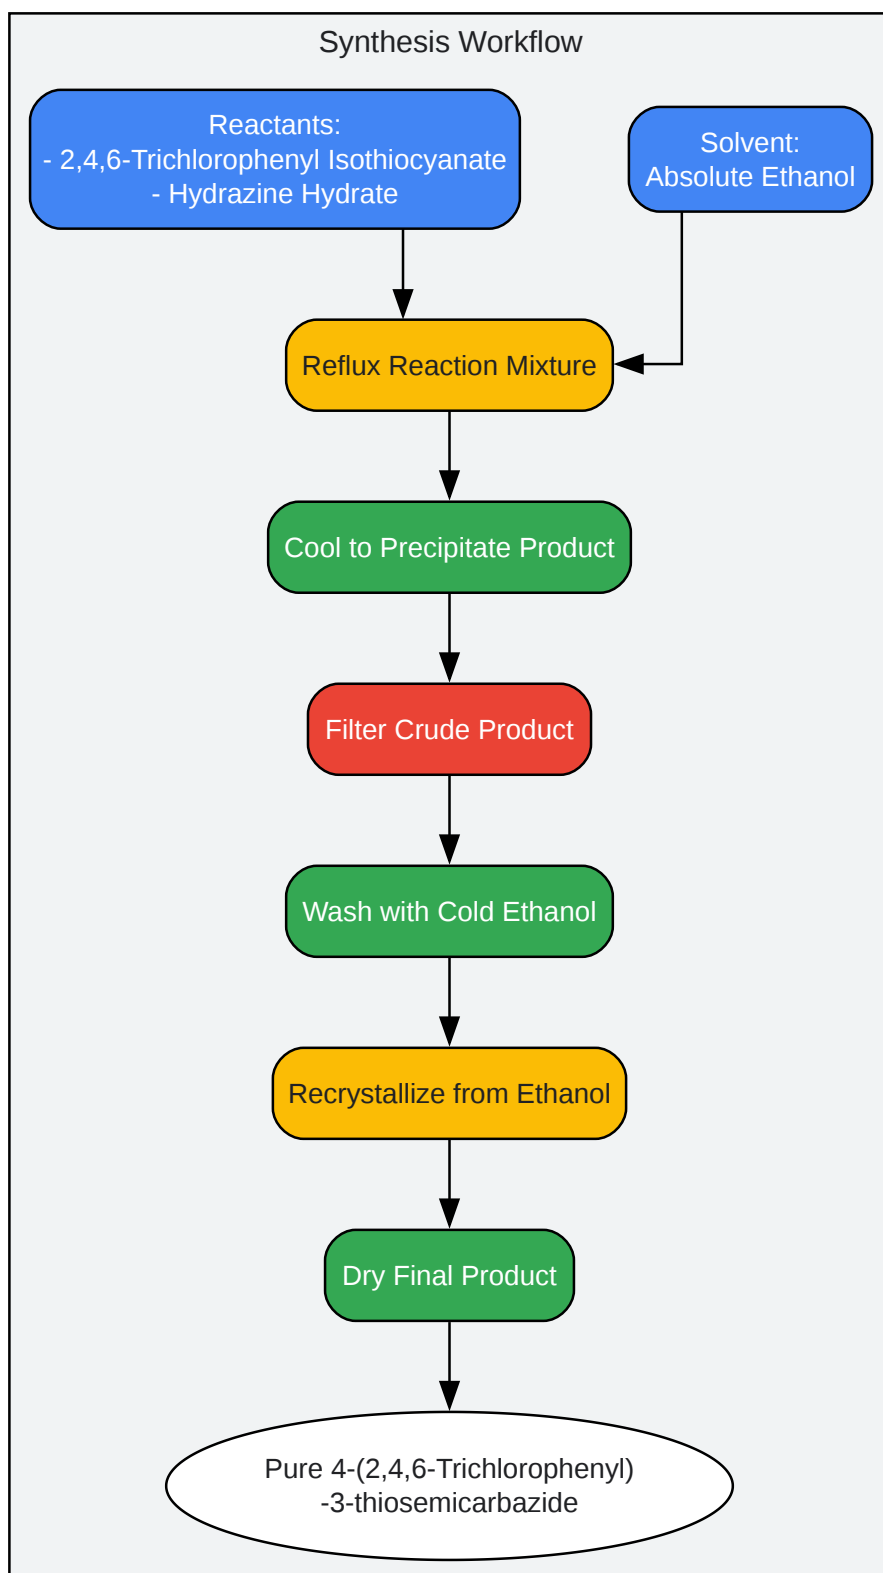 Synthesis Workflow
Reactants:
- 2,4,6-Trichlorophenyl Isothiocyanate
- Hydrazine Hydrate
Solvent:
Absolute Ethanol
Reflux Reaction Mixture
Cool to Precipitate Product
Filter Crude Product
Wash with Cold Ethanol
Recrystallize from Ethanol
Dry Final Product
Pure 4-(2,4,6-Trichlorophenyl)
-3-thiosemicarbazide